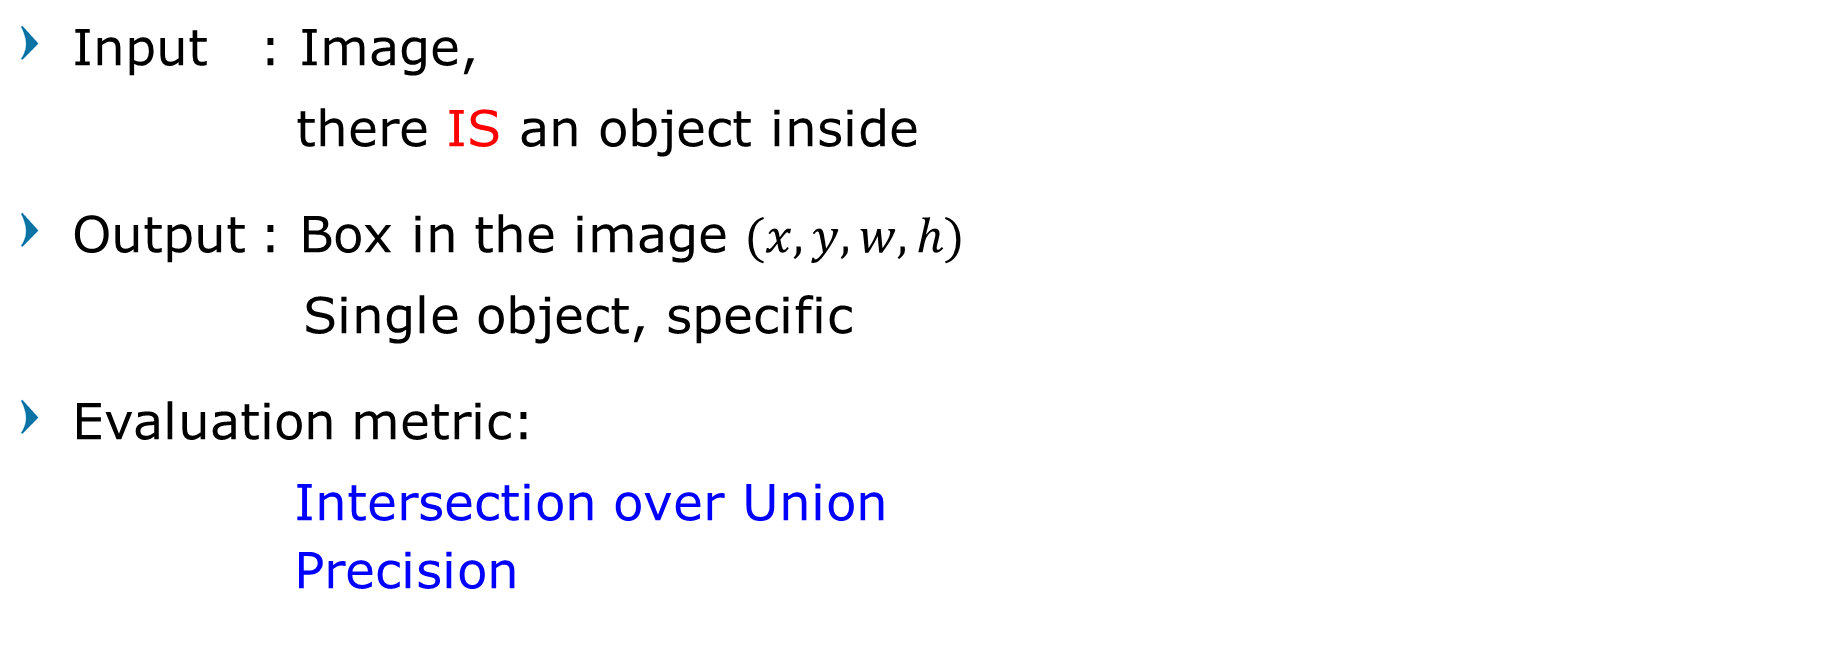 Input : Image,
there IS an object inside
Output : Box in the image (x, y, w, h)
Single object, specific
Evaluation metric:
Intersection over Union
Precision